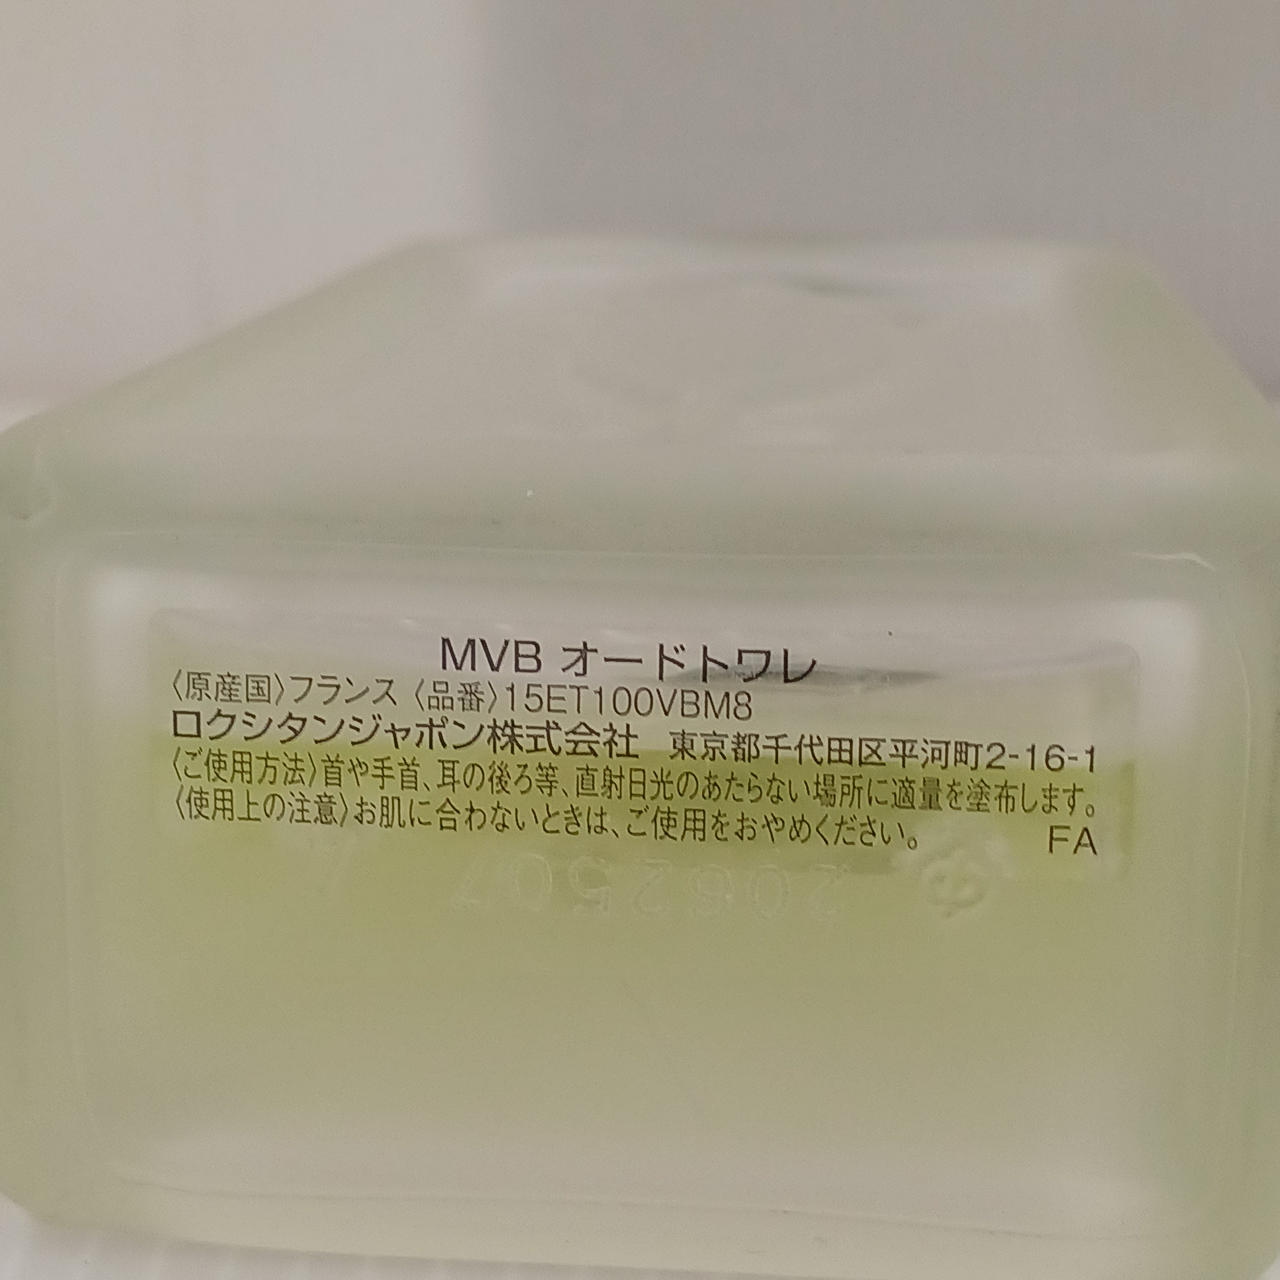 MVB オードトワレ
〈原産国〉フランス 〈品番〉15ET100VBM8
ロクシタンジャポン株式会社 東京都千代田区平河町2-16-1
〈ご使用方法〉首や手首、耳の後ろ等、直射日光のあたらない場所に適量を塗布します。
〈使用上の注意〉お肌に合わないときは、ご使用をおやめください。 FA